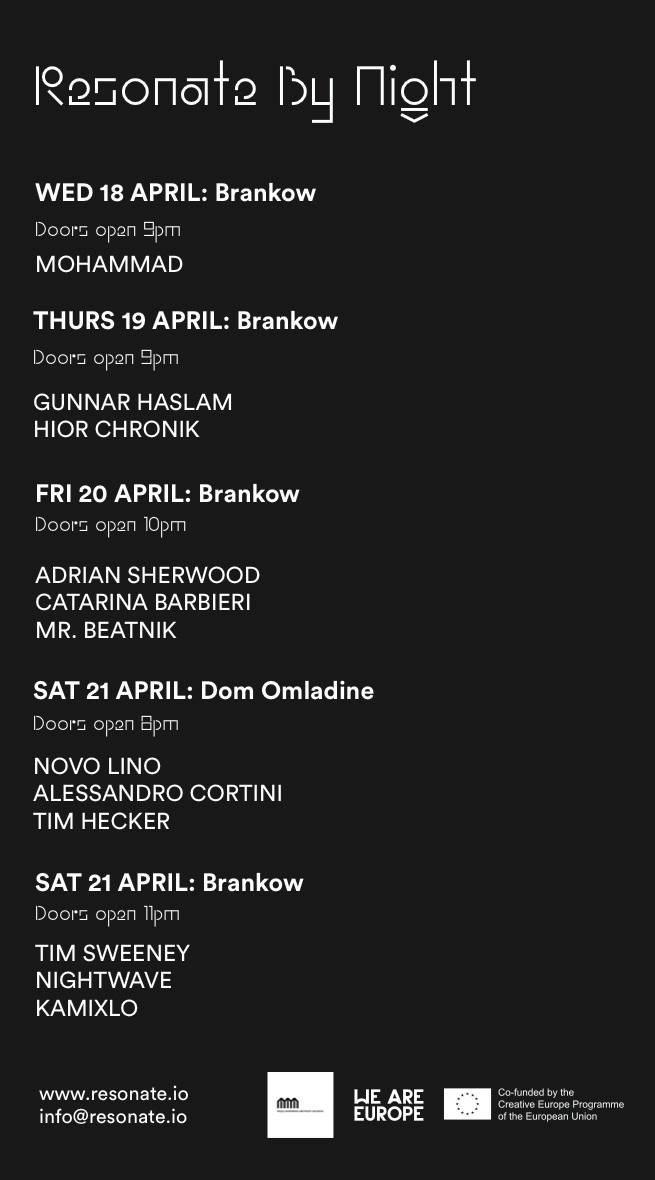 Resonate By Night
WED 18 APRIL: Brankow
Doors open 9pm
MOHAMMAD
THURS 19 APRIL: Brankow
Doors open 9pm
GUNNAR HASLAM
HIOR CHRONIK
FRI 20 APRIL: Brankow
Doors open 10pm
ADRIAN SHERWOOD
CATARINA BARBIERI
MR. BEATNIK
SAT 21 APRIL: Dom Omladine
Doors open 8pm
NOVO LINO
ALESSANDRO CORTINI
TIM HECKER
SAT 21 APRIL: Brankow
Doors open 11pm
TIM SWEENEY
NIGHTWAVE
KAMIXLO
www.resonate.io
info@resonate.io
WE ARE
EUROPE
Co-funded by the
Creative Europe Programme
of the European Union